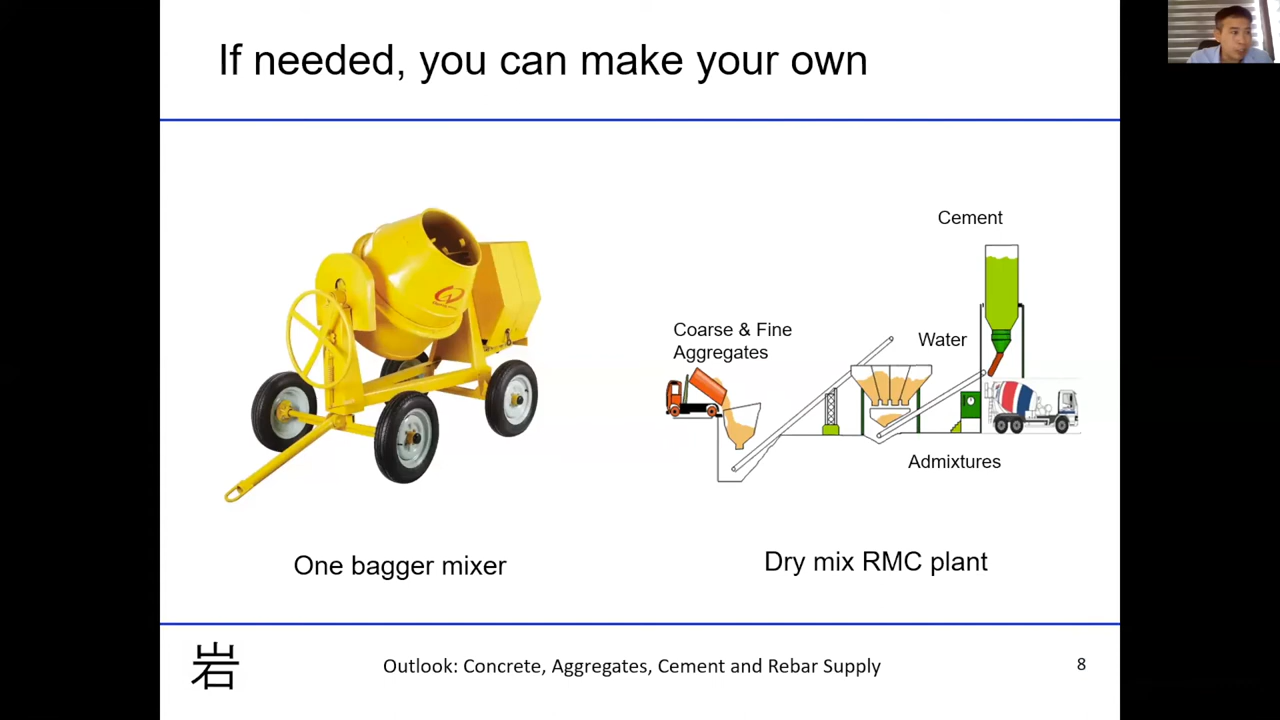 If needed, you can make your own
Cement
Coarse & Fine
Aggregates
Water
Admixtures
One bagger mixer
Dry mix RMC plant
岩
Outlook: Concrete, Aggregates, Cement and Rebar Supply
8